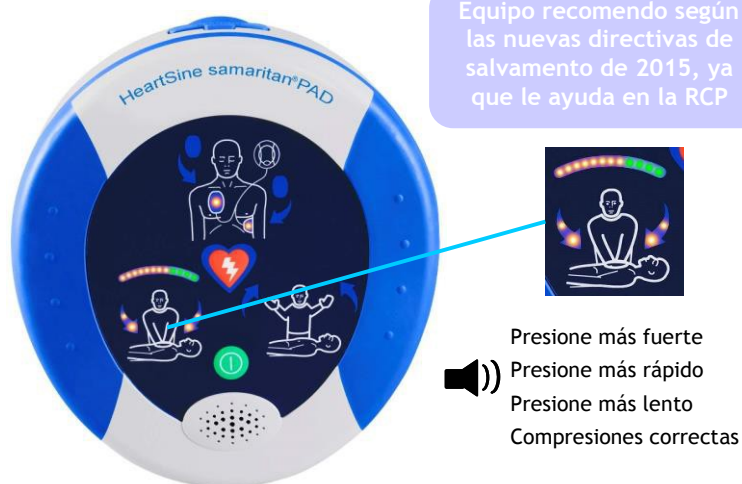 Equipo recomendo según
las nuevas directivas de
salvamento de 2015, ya
que le ayuda en la RCP
HeartSine samaritan®PAD
Presione más fuerte
Presione más rápido
Presione más lento
Compresiones correctas